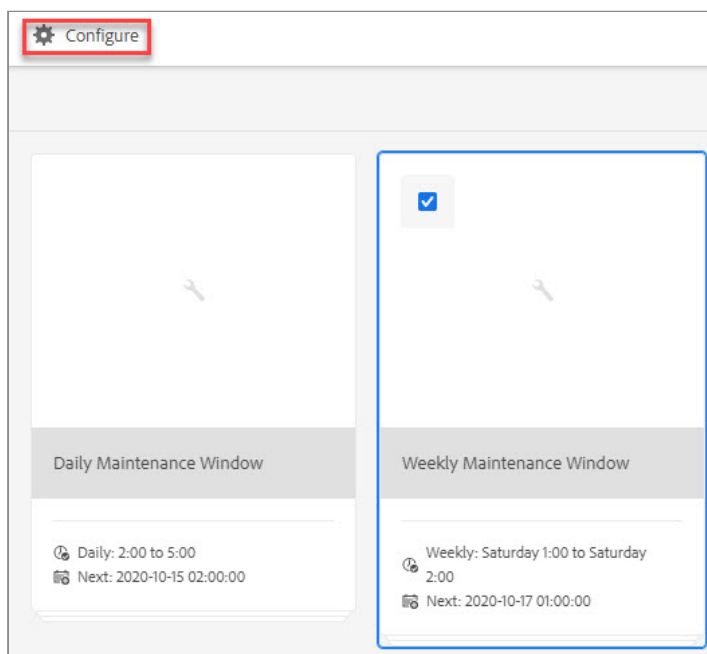 Configure
Daily Maintenance Window
Daily: 2:00 to 5:00
Next: 2020-10-15 02:00:00
Weekly Maintenance Window
Weekly: Saturday 1:00 to Saturday
2:00
Next: 2020-10-17 01:00:00